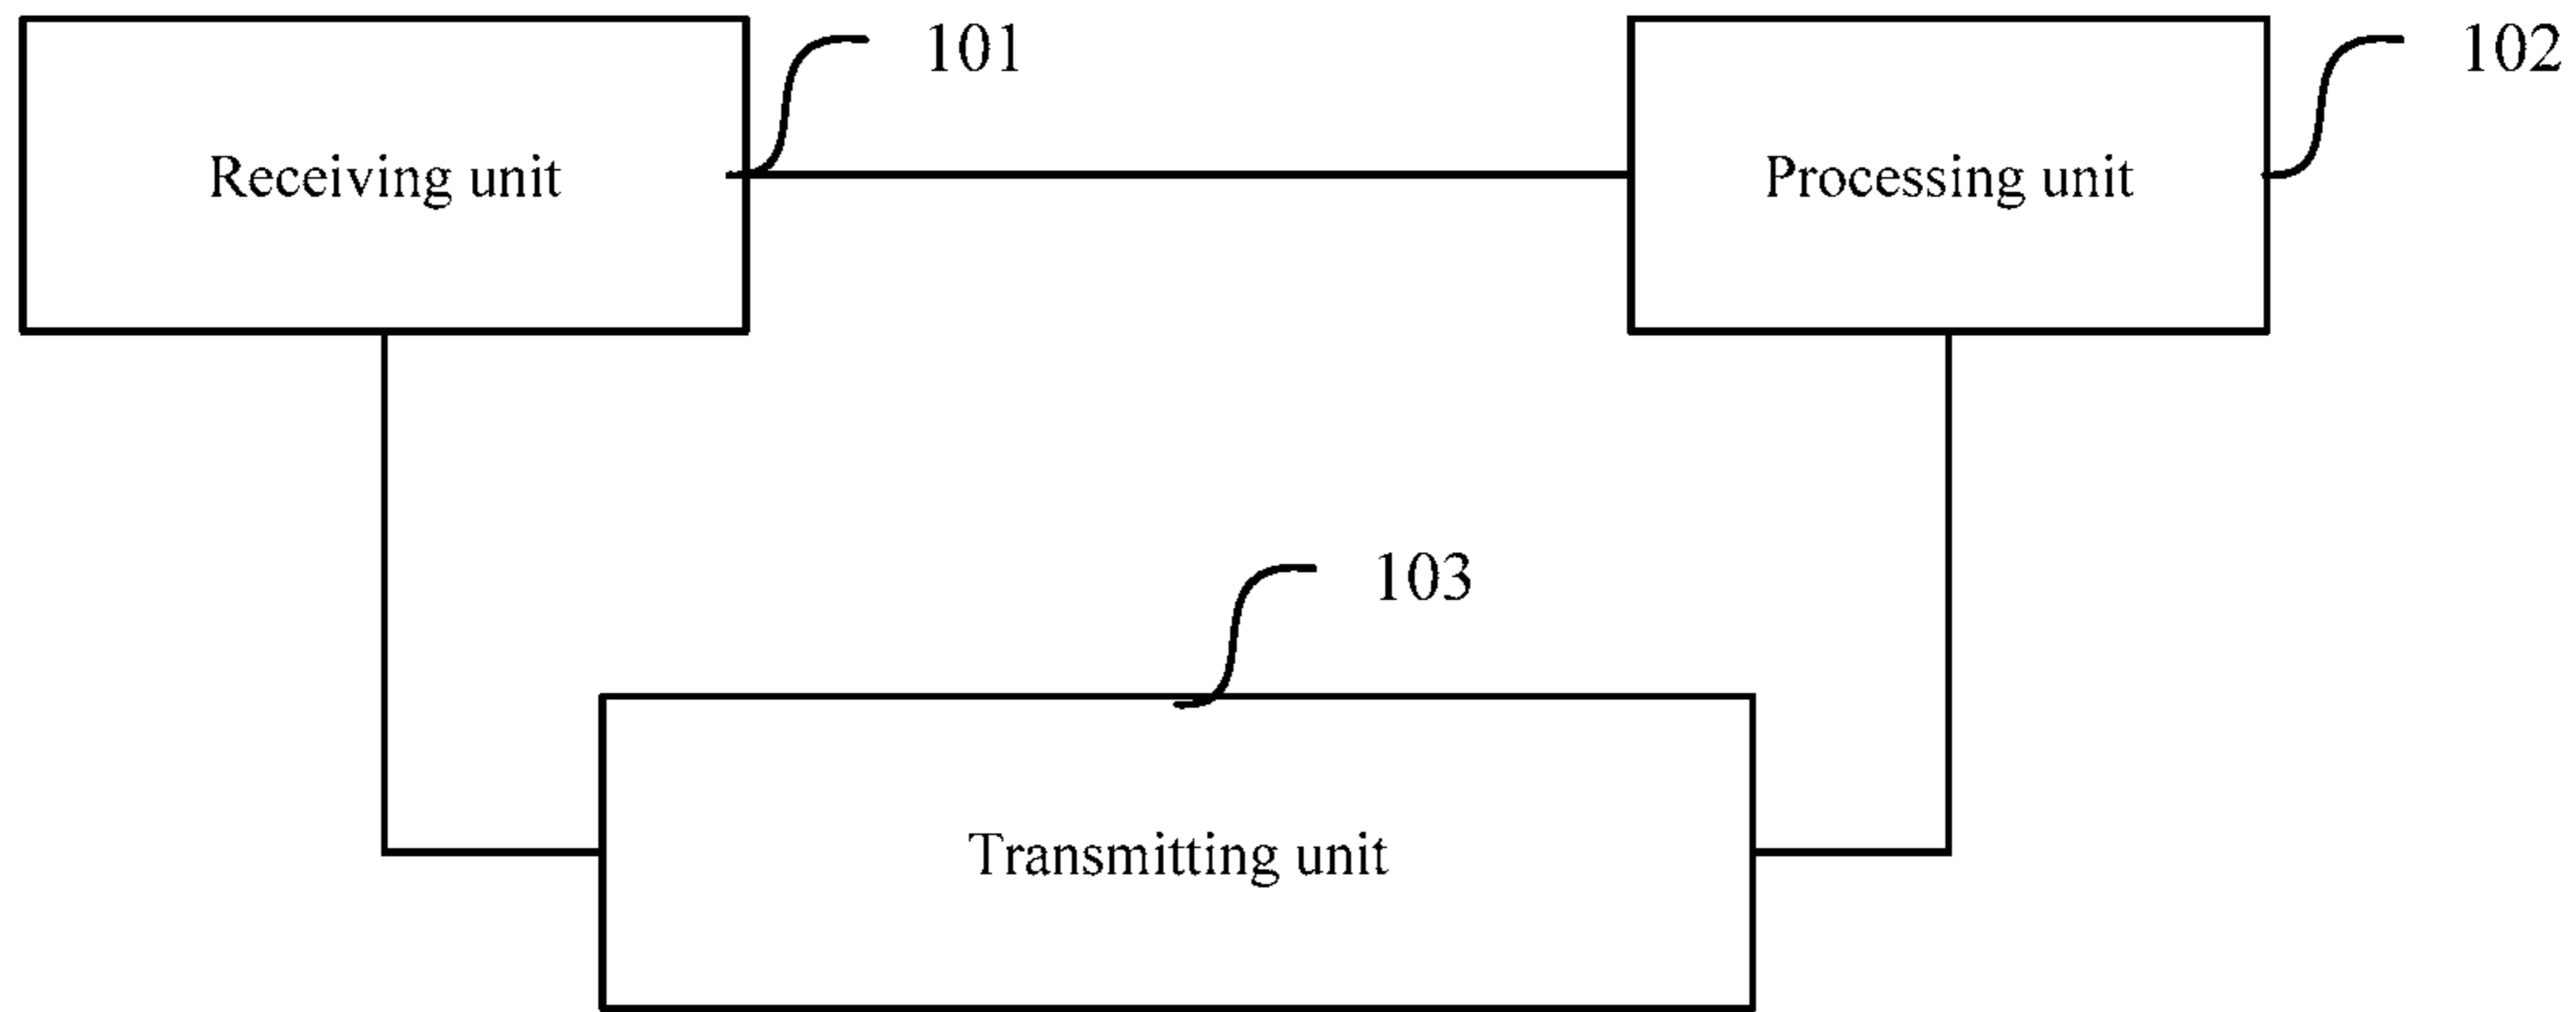 101
102
Receiving unit
Processing unit
103
Transmitting unit